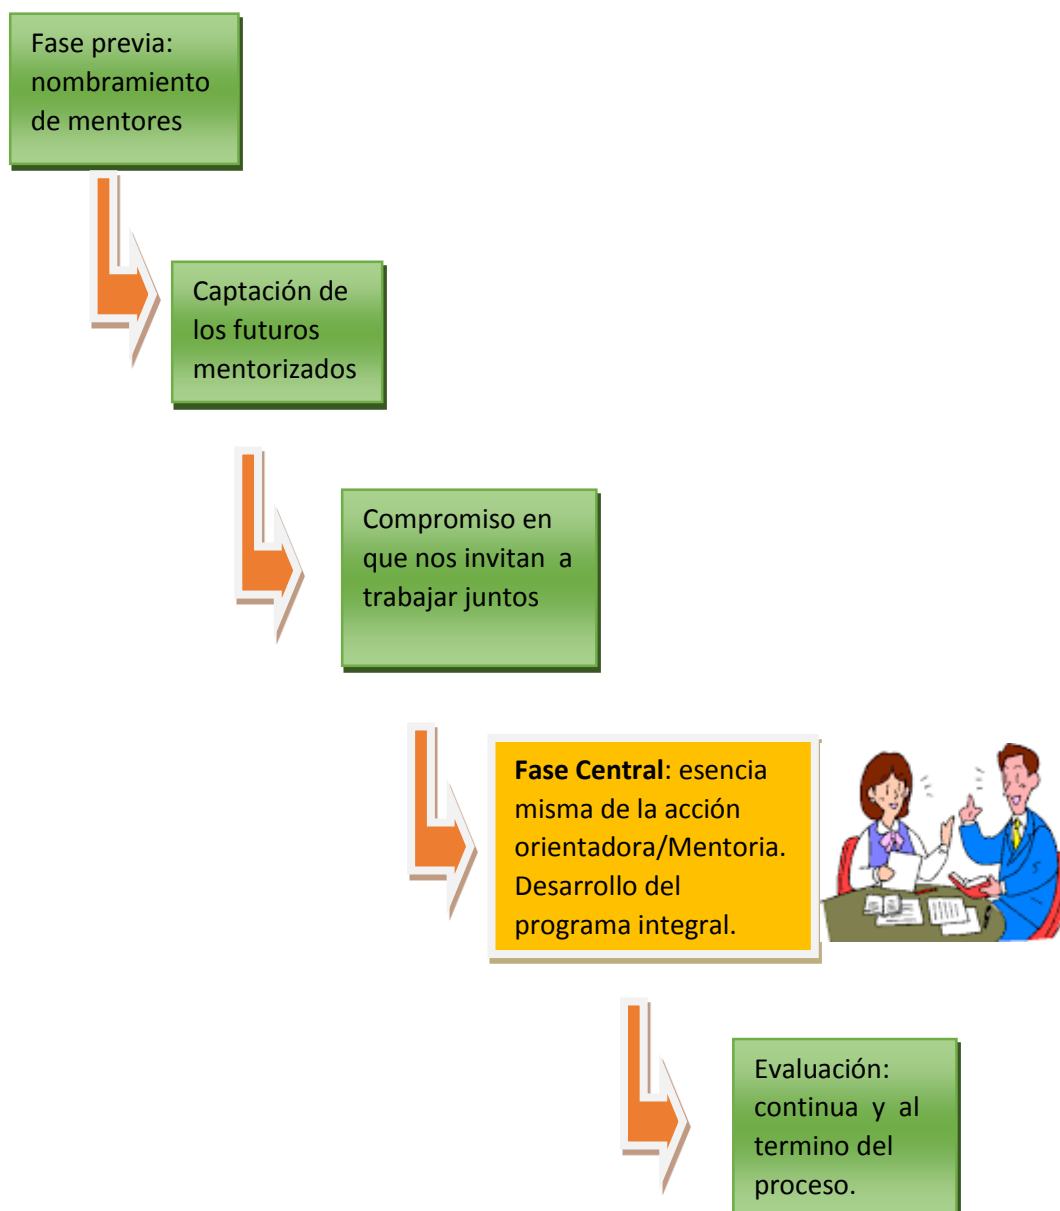 Fase previa:
nombramiento
de mentores
Captación de
los futuros
mentorizados
Compromiso en
que nos invitan  a
trabajar juntos
Fase Central: esencia
misma de la acción
orientadora/Mentoria.
Desarrollo del
programa integral.
Evaluación:
continua  y  al
termino del
proceso.